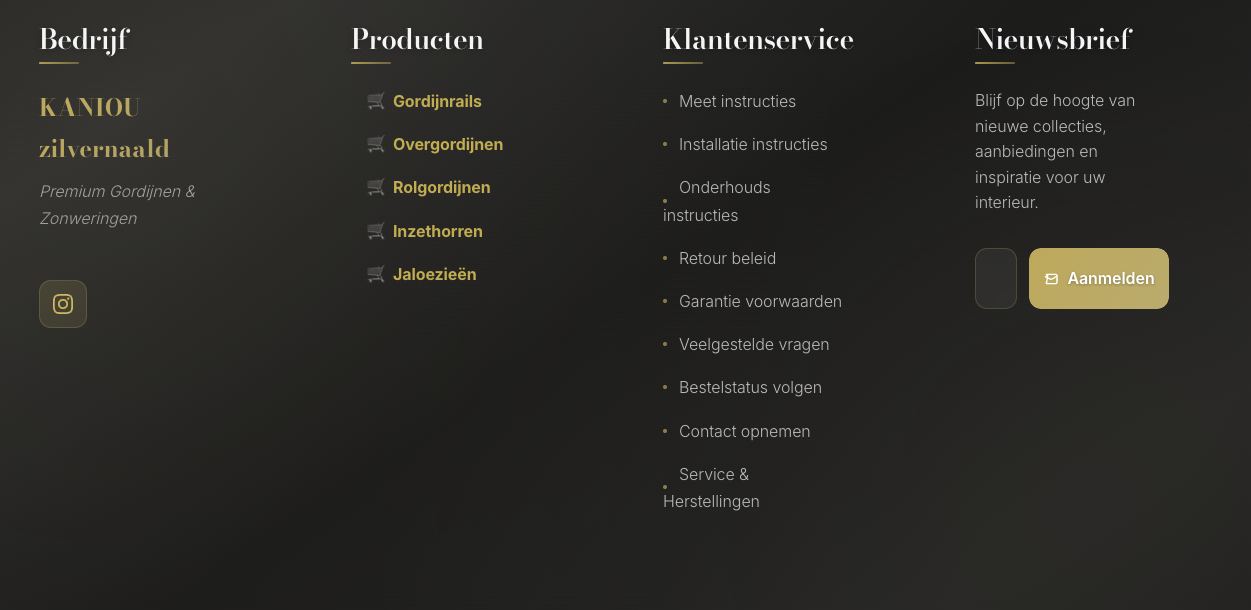 Bedrijf
KANIOU
zilvernaald
Premium Gordijnen &
Zonweringen
Producten
Gordijnrails
Overgordijnen
Rolgordijnen
Inzethorren
Jaloezieën
Klantenservice
Meet instructies
Installatie instructies
Onderhouds
instructies
Retour beleid
Garantie voorwaarden
Veelgestelde vragen
Bestelstatus volgen
Contact opnemen
Service &
Herstellingen
Nieuwsbrief
Blijf op de hoogte van
nieuwe collecties,
aanbiedingen en
inspiratie voor uw
interieur.
Aanmelden